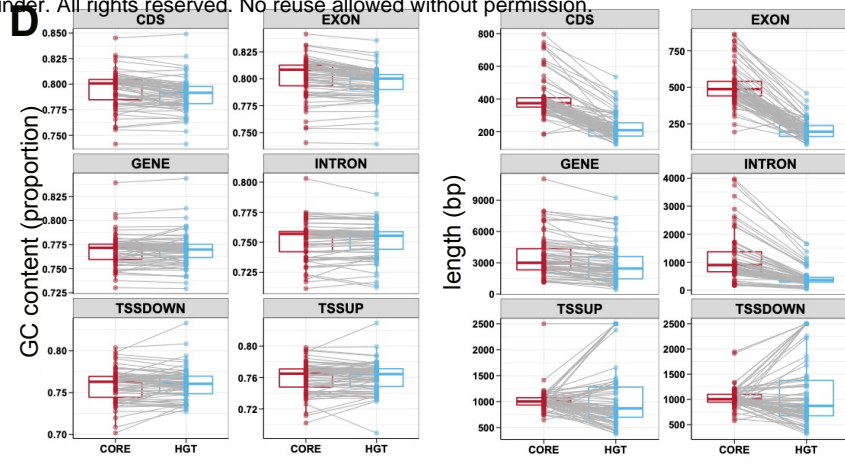 nder. All rights reserved. No reuse allowed without permission.
D
CDS EXON CDS EXON
0.850 0.825 800 750
0.825 0.800 600 500
0.800 0.775 400 250
0.775 0.750 200
0.750
GENE INTRON GENE INTRON
0.825 0.800 9000 4000
0.800 0.775 6000 3000
0.775 0.750 3000 2000
0.750 0.725 0 1000
0.725 0
TSSDOWN TSSUP TSSUP TSSDOWN
0.80 0.80 2500 2500
0.75 0.76 2000 2000
0.70 0.72 1500 1500
1000 1000
500 500
CORE HGT CORE HGT CORE HGT CORE HGT
GC content (proportion)
length (bp)